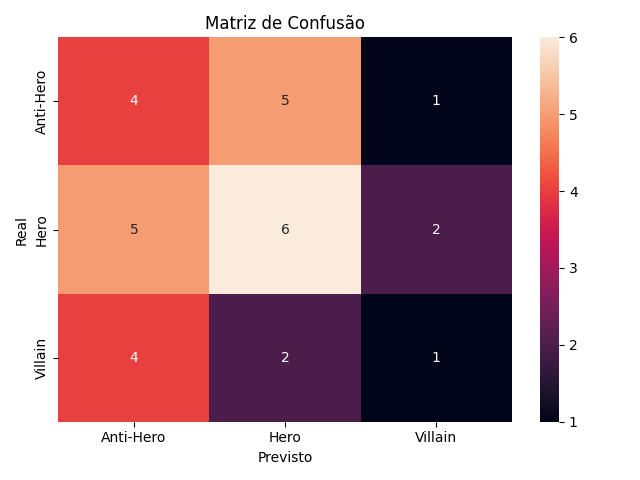 Matriz de Confusão
Real
Anti-Hero
4
5
1
Hero
5
6
2
Villain
4
2
1
Anti-Hero
Hero
Villain
Previsto
6
5
4
3
2
1